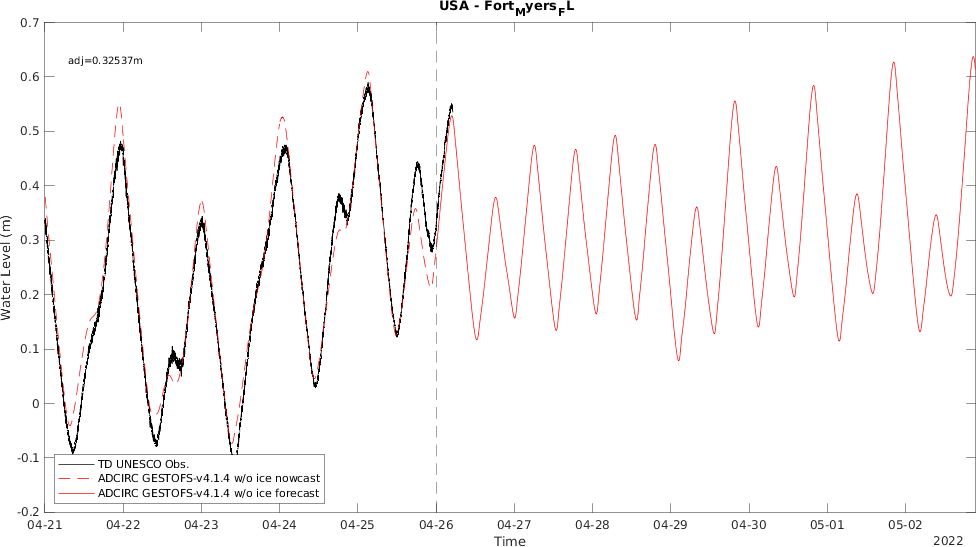 USA - Fort_Myers_FL
0.7
adj=0.32537m
0.6
0.5
0.4
0.3
0.2
0.1
0
-0.1
-0.2
Water Level (m)
TD UNESCO Obs.
ADCIRC GESTOFS-v4.1.4 w/o ice nowcast
ADCIRC GESTOFS-v4.1.4 w/o ice forecast
04-21 04-22 04-23 04-24 04-25 04-26 04-27 04-28 04-29 04-30 05-01 05-02
Time
2022